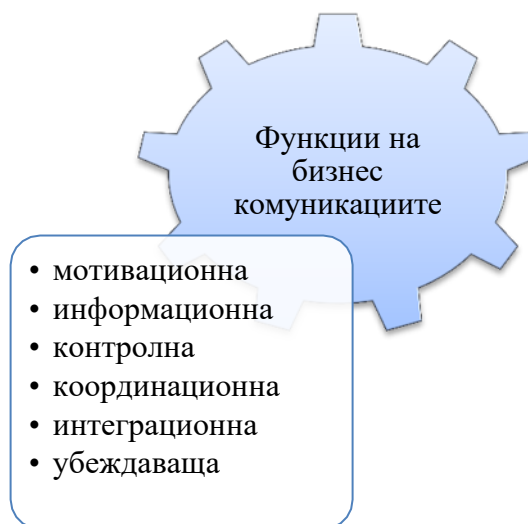 Функции на
бизнес
комуникациите
• мотивационна
• информационна
• контролна
• координационна
• интеграционна
• убеждаваща